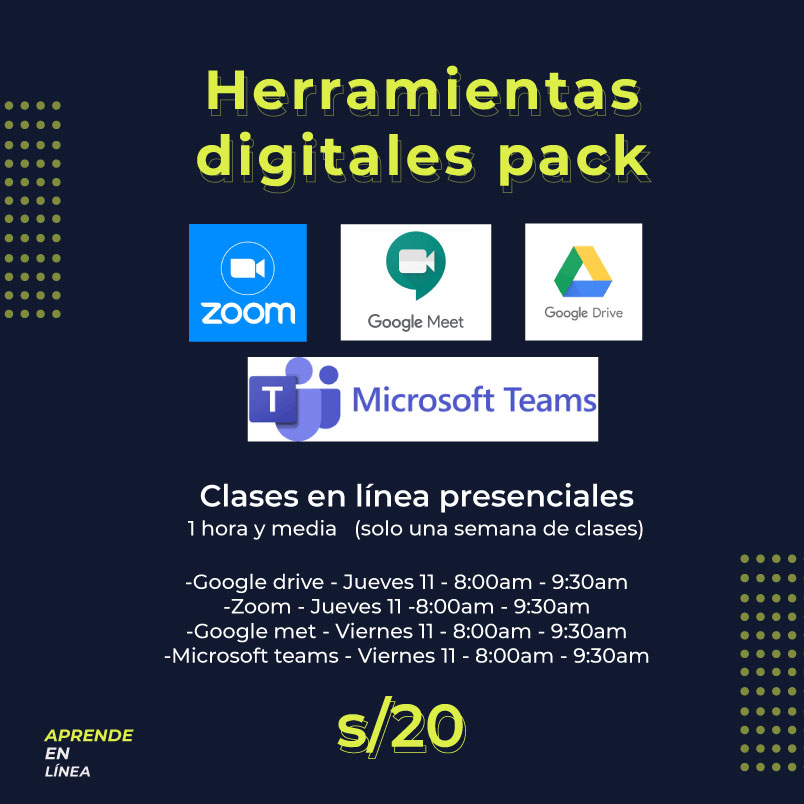 Herramientas
digitales pack
zoom
Google Meet
Google Drive
T
Microsoft Teams
Clases en línea presenciales
1 hora y media (solo una semana de clases)
-Google drive - Jueves 11 - 8:00am - 9:30am
-Zoom - Jueves 11 -8:00am - 9:30am
-Google met - Viernes 11 - 8:00am - 9:30am
-Microsoft teams - Viernes 11 - 8:00am - 9:30am
s/20
APRENDE
EN
LÍNEA